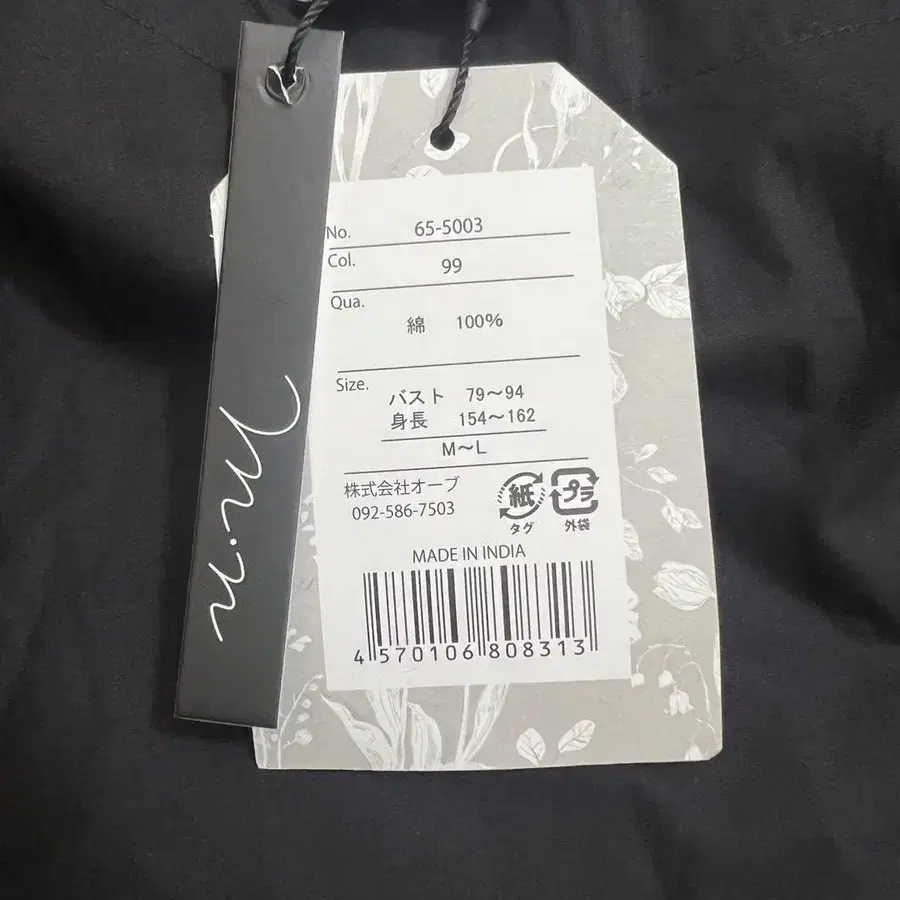 No. 65-5003
Col. 99
Qua.
綿 100%
Size.
バスト 79〜94
身長 154〜162
M〜L
株式会社オーブ
092-586-7503
紙
タグ
プラ
外袋
MADE IN INDIA
4 570106 808313